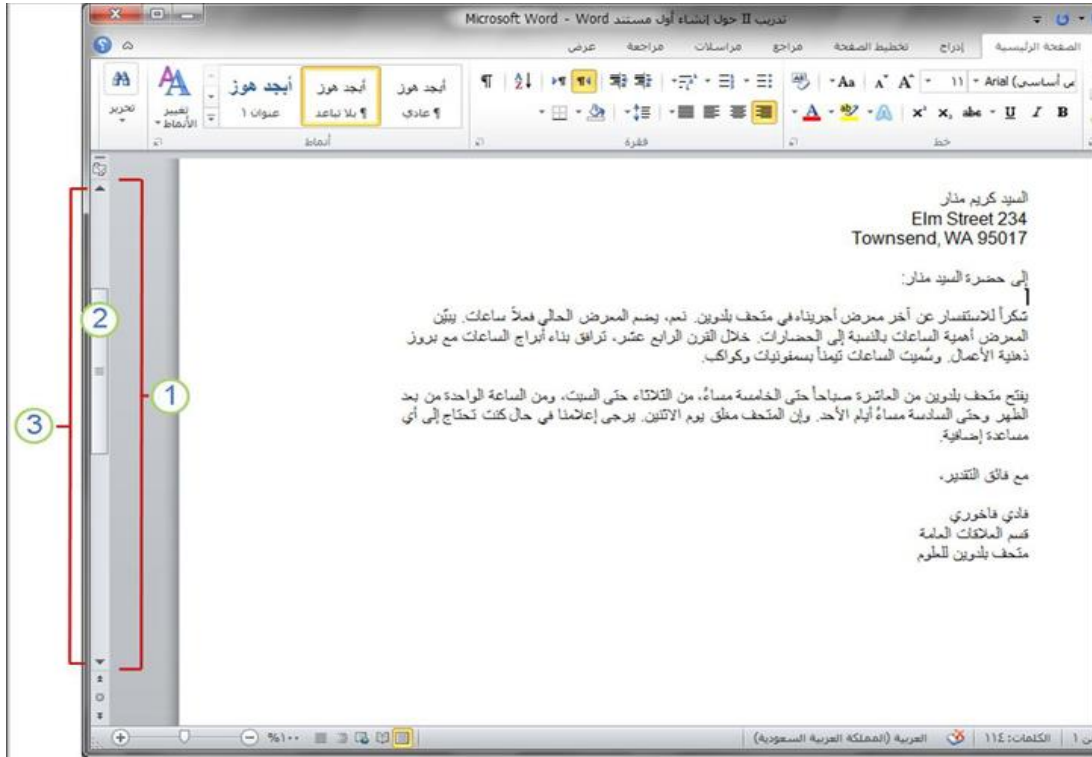 تدريب II حول إنشاء أول مستند Microsoft Word - Word
الصفحة الرئيسية
إدراج
تخطيط الصفحة
مراجع
مراسلات
مراجعة
عرض
Arial (أساسي
١١
Aa
B I U abc x₂ x²
خط
فقرة
أبجد هوز
¶ عادي
أبجد هوز
¶ بلا تباعد
أبجد هوز
عنوان ١
تغيير
الأنماط
أنماط
تحرير
السيد كريم منار
Elm Street 234
Townsend, WA 95017
إلى حضرة السيد منار:
شكراً للاستفسار عن آخر معرض أجريناه في متحف بلدوين. نعم، يضم المعرض الحالي فعلاً ساعات. يبيّن
المعرض أهمية الساعات بالنسبة إلى الحضارات. خلال القرن الرابع عشر، ترافق بناء أبراج الساعات مع بروز
ذهنية الأعمال. وسُميت الساعات تيمناً بسمفونيات وكواكب.
يفتح متحف بلدوين من العاشرة صباحاً حتى الخامسة مساءً، من الثلاثاء حتى السبت، ومن الساعة الواحدة من بعد
الظهر وحتى السادسة مساءً أيام الأحد. وإن المتحف مغلق يوم الاثنين. يرجى إعلامنا في حال كنت تحتاج إلى أي
مساعدة إضافية.
مع فائق التقدير،
فادي فاخوري
قسم العلاقات العامة
متحف بلدوين للعلوم
1
2
3
الكلمات: ١١٤
العربية (المملكة العربية السعودية)
%١٠٠